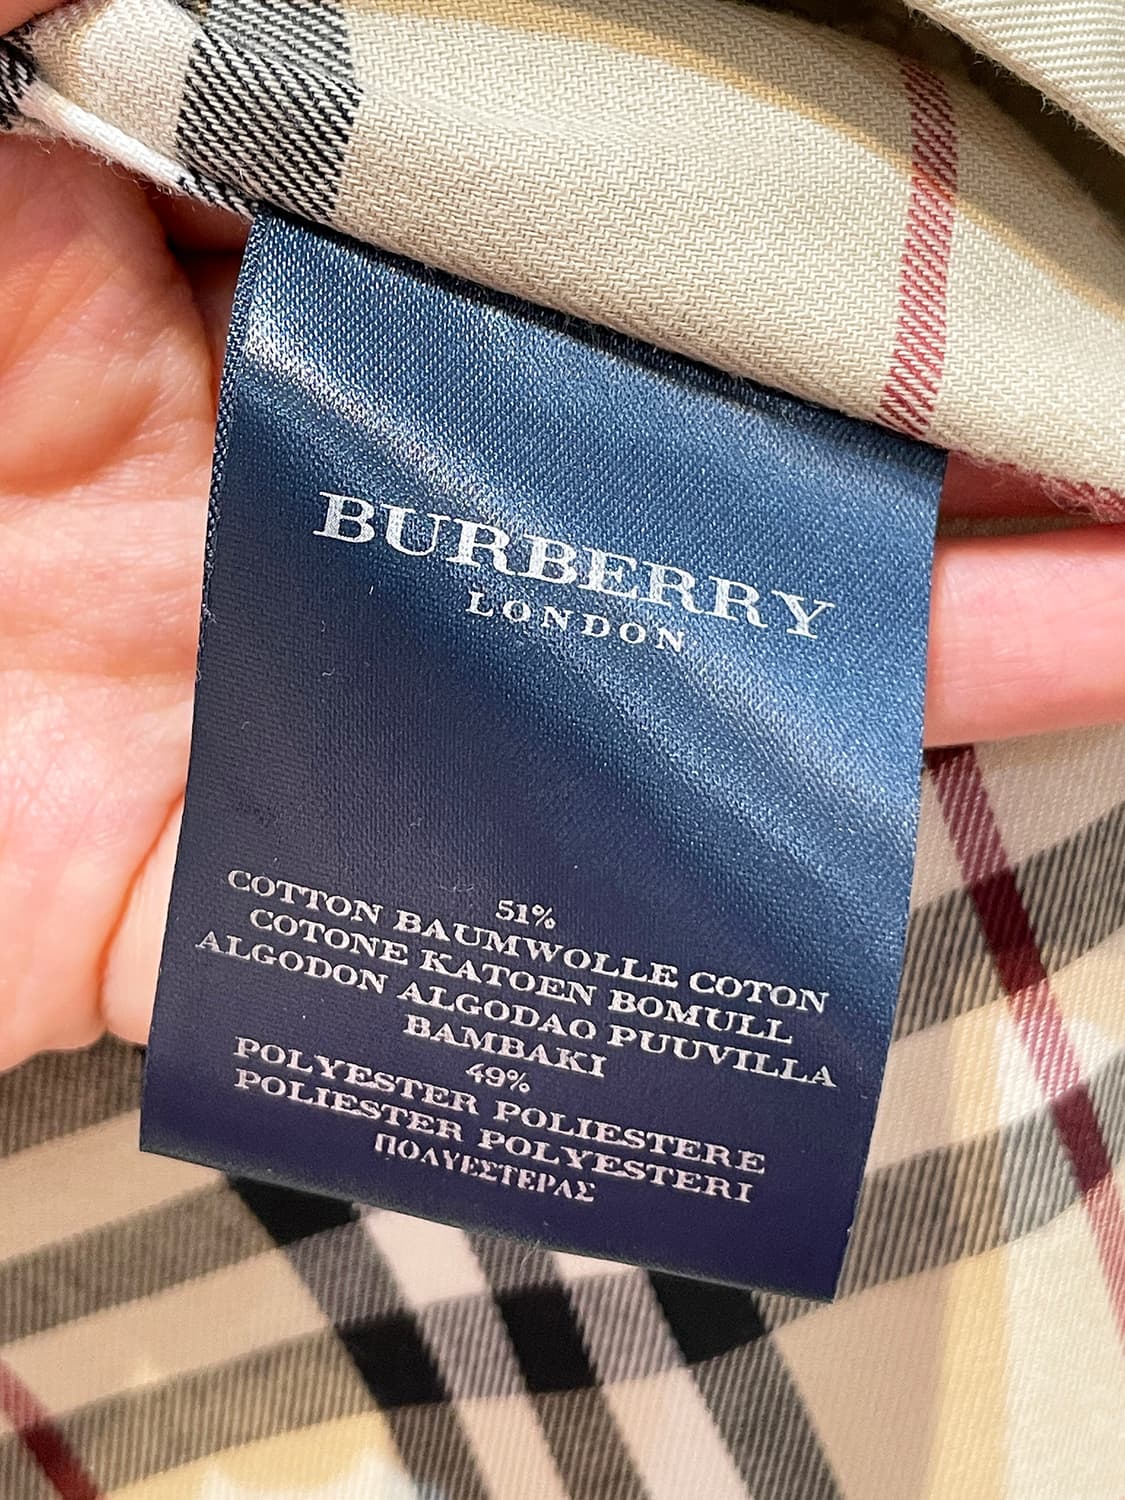 BURBERRY
LONDON
51%
COTTON BAUMWOLLE COTON
COTONE KATOEN BOMULL
ALGODON ALGODAO PUUVILLA
BAMBAKI
49%
POLYESTER POLIESTERE
POLIESTER POLYESTERI
ΠΟΛΥΕΣΤΕΡΑΣ